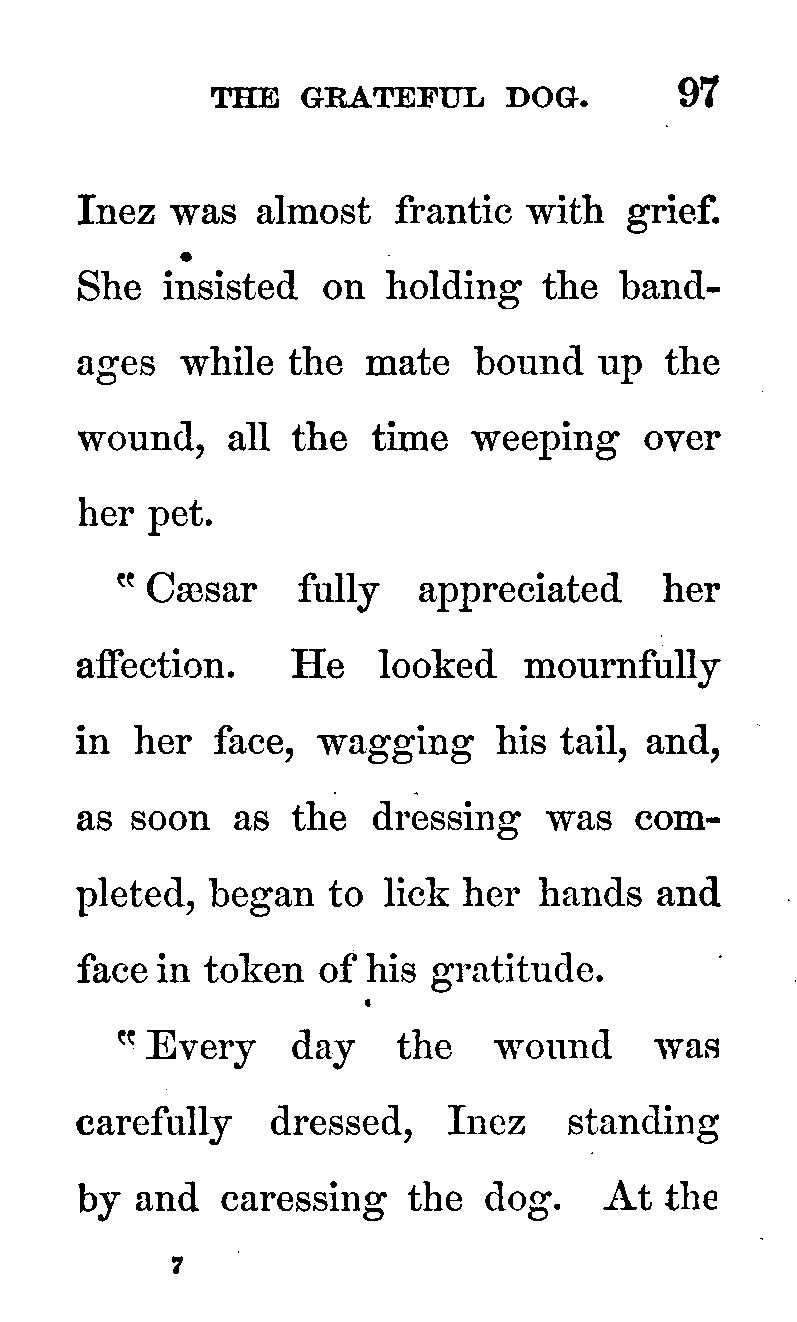 THE GRATEFUL DOG. 97
Inez was almost frantic with grief.
She insisted on holding the band-
ages while the mate bound up the
wound, all the time weeping over
her pet.
"Cæsar fully appreciated her
affection. He looked mournfully
in her face, wagging his tail, and,
as soon as the dressing was com-
pleted, began to lick her hands and
face in token of his gratitude.
"Every day the wound was
carefully dressed, Inez standing
by and caressing the dog. At the
7